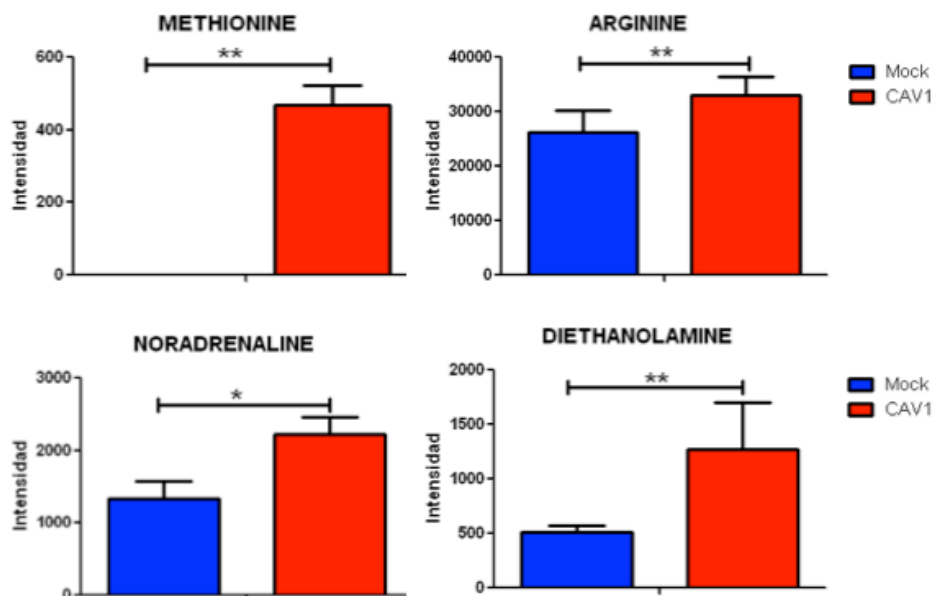 METHIONINE
**
600
400
200
0
Intensidad
ARGININE
**
40000
30000
20000
10000
0
Intensidad
Mock
CAV1
NORADRENALINE
*
3000
2000
1000
0
Intensidad
DIETHANOLAMINE
**
2000
1500
1000
500
0
Intensidad
Mock
CAV1